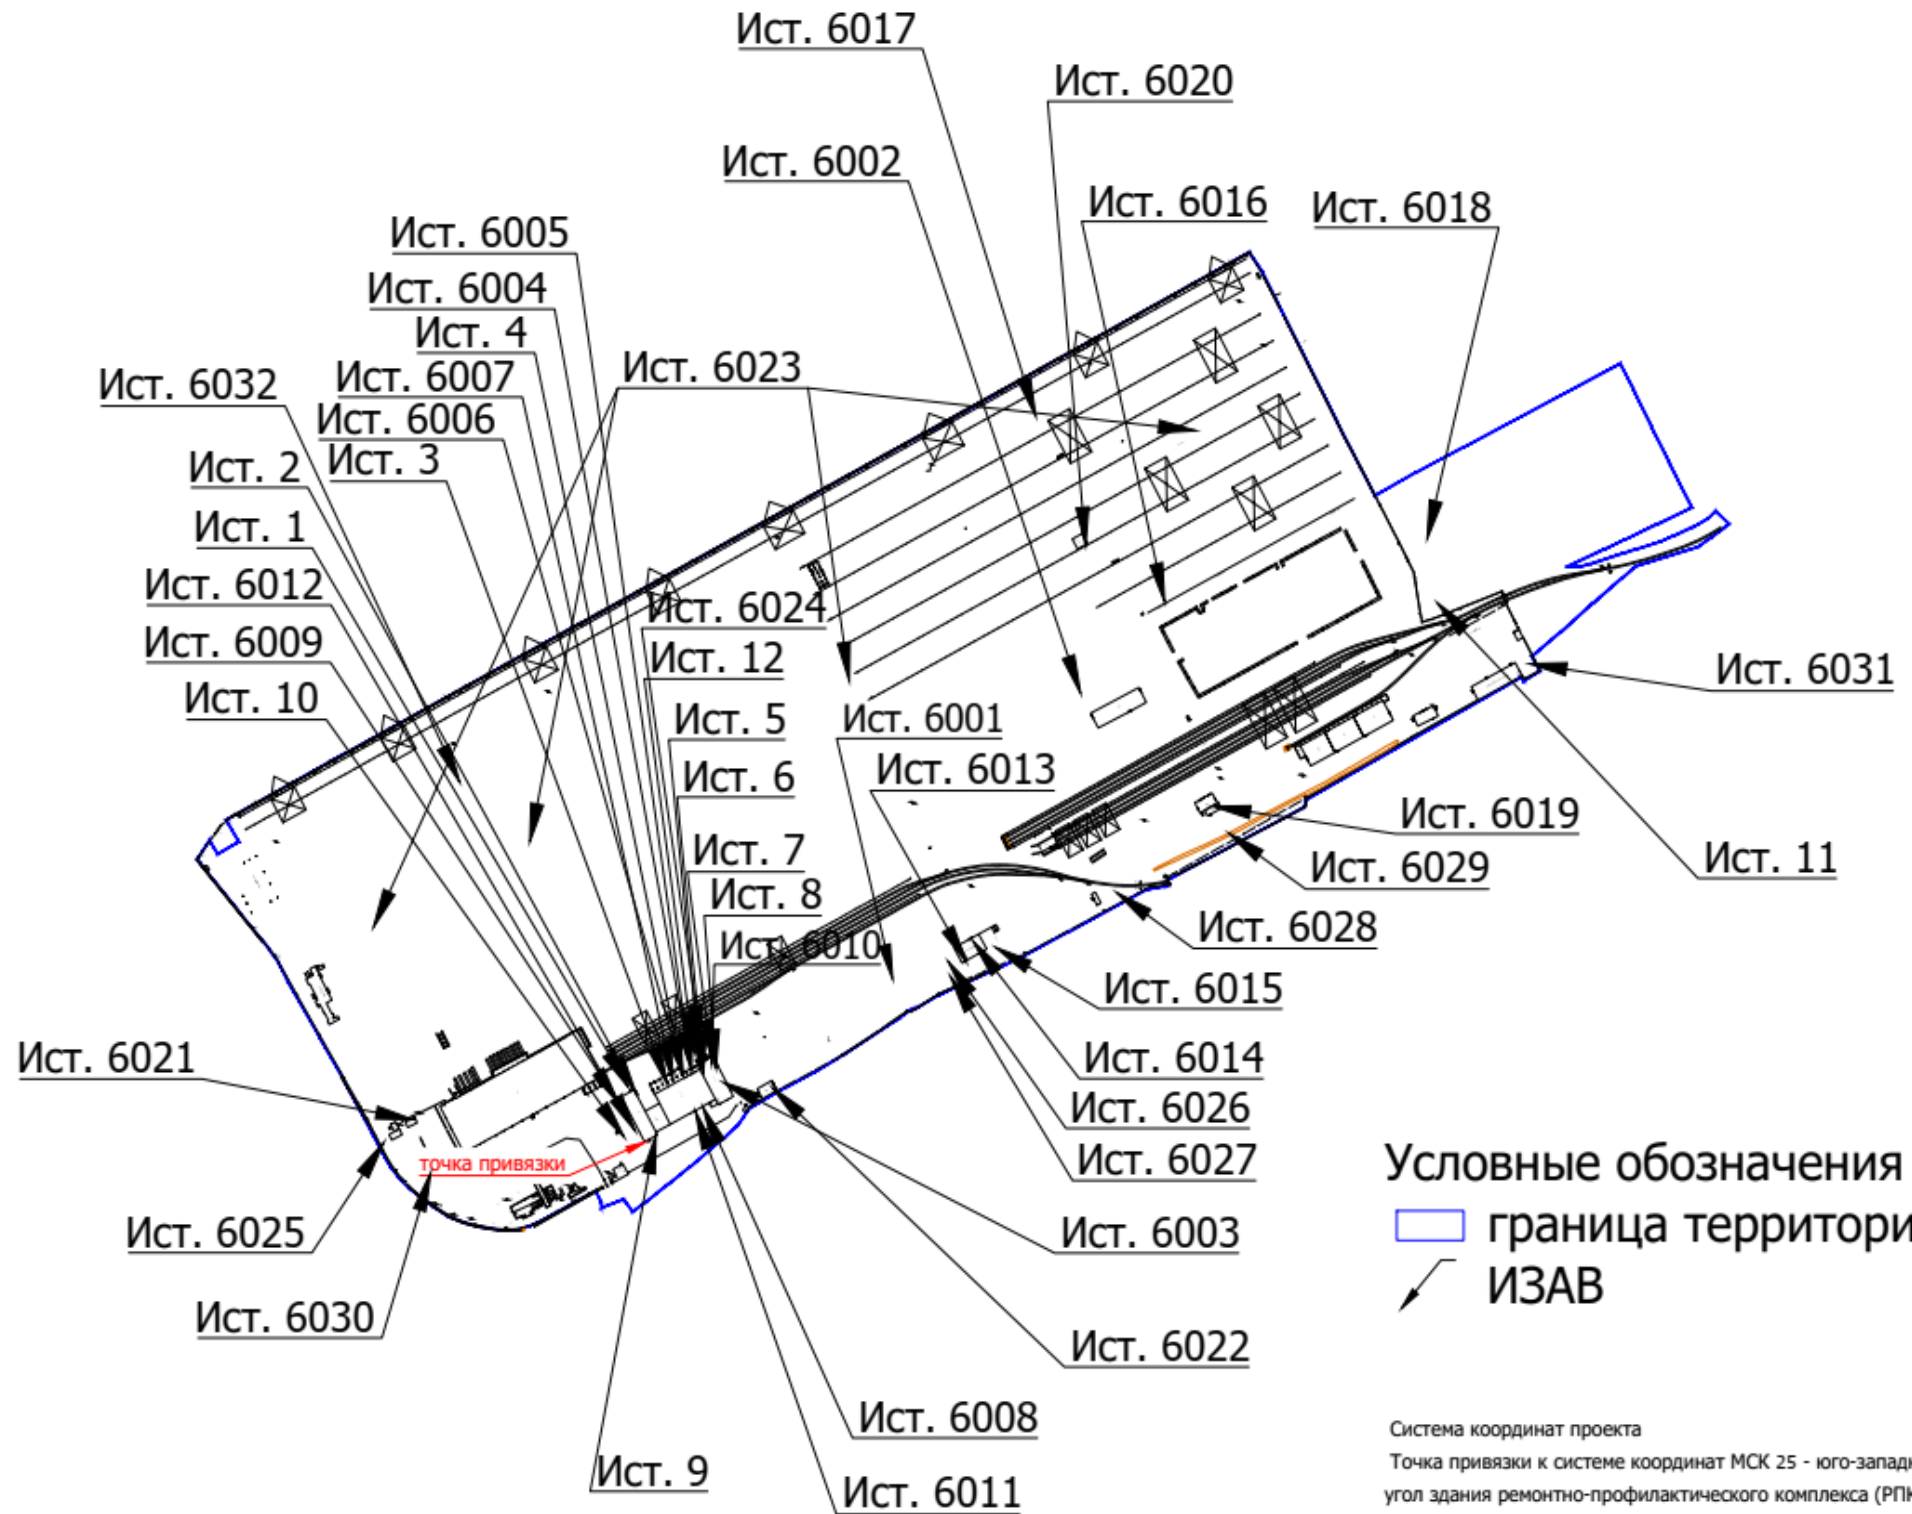 Ист. 6017
Ист. 6020
Ист. 6002
Ист. 6016
Ист. 6018
Ист. 6005
Ист. 6004
Ист. 4
Ист. 6007
Ист. 6023
Ист. 6032
Ист. 6006
Ист. 3
Ист. 2
Ист. 1
Ист. 6012
Ист. 6024
Ист. 6009
Ист. 12
Ист. 6031
Ист. 10
Ист. 5
Ист. 6001
Ист. 6013
Ист. 6
Ист. 6019
Ист. 7
Ист. 6029
Ист. 11
Ист. 8
Ист. 6028
Ист. 6010
Ист. 6015
Ист. 6021
Ист. 6014
Ист. 6026
точка привязки
Ист. 6027
Ист. 6025
Ист. 6003
Ист. 6030
Ист. 6022
Ист. 6008
Ист. 9
Ист. 6011
Условные обозначения
граница территори
ИЗАВ
Система координат проекта
Точка привязки к системе координат МСК 25 - юго-запад
угол здания ремонтно-профилактического комплекса (РПК